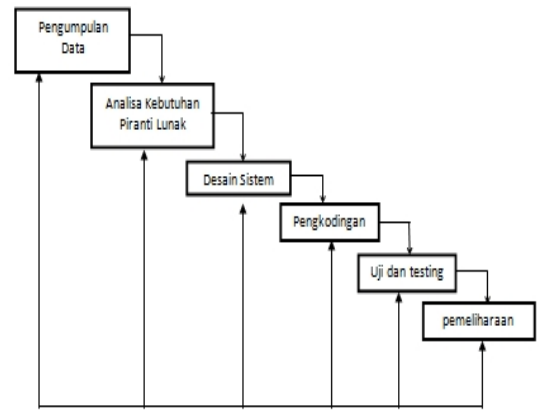 Pengumpulan
Data
Analisa Kebutuhan
Piranti Lunak
Desain Sistem
Pengkodingan
Uji dan testing
pemeliharaan